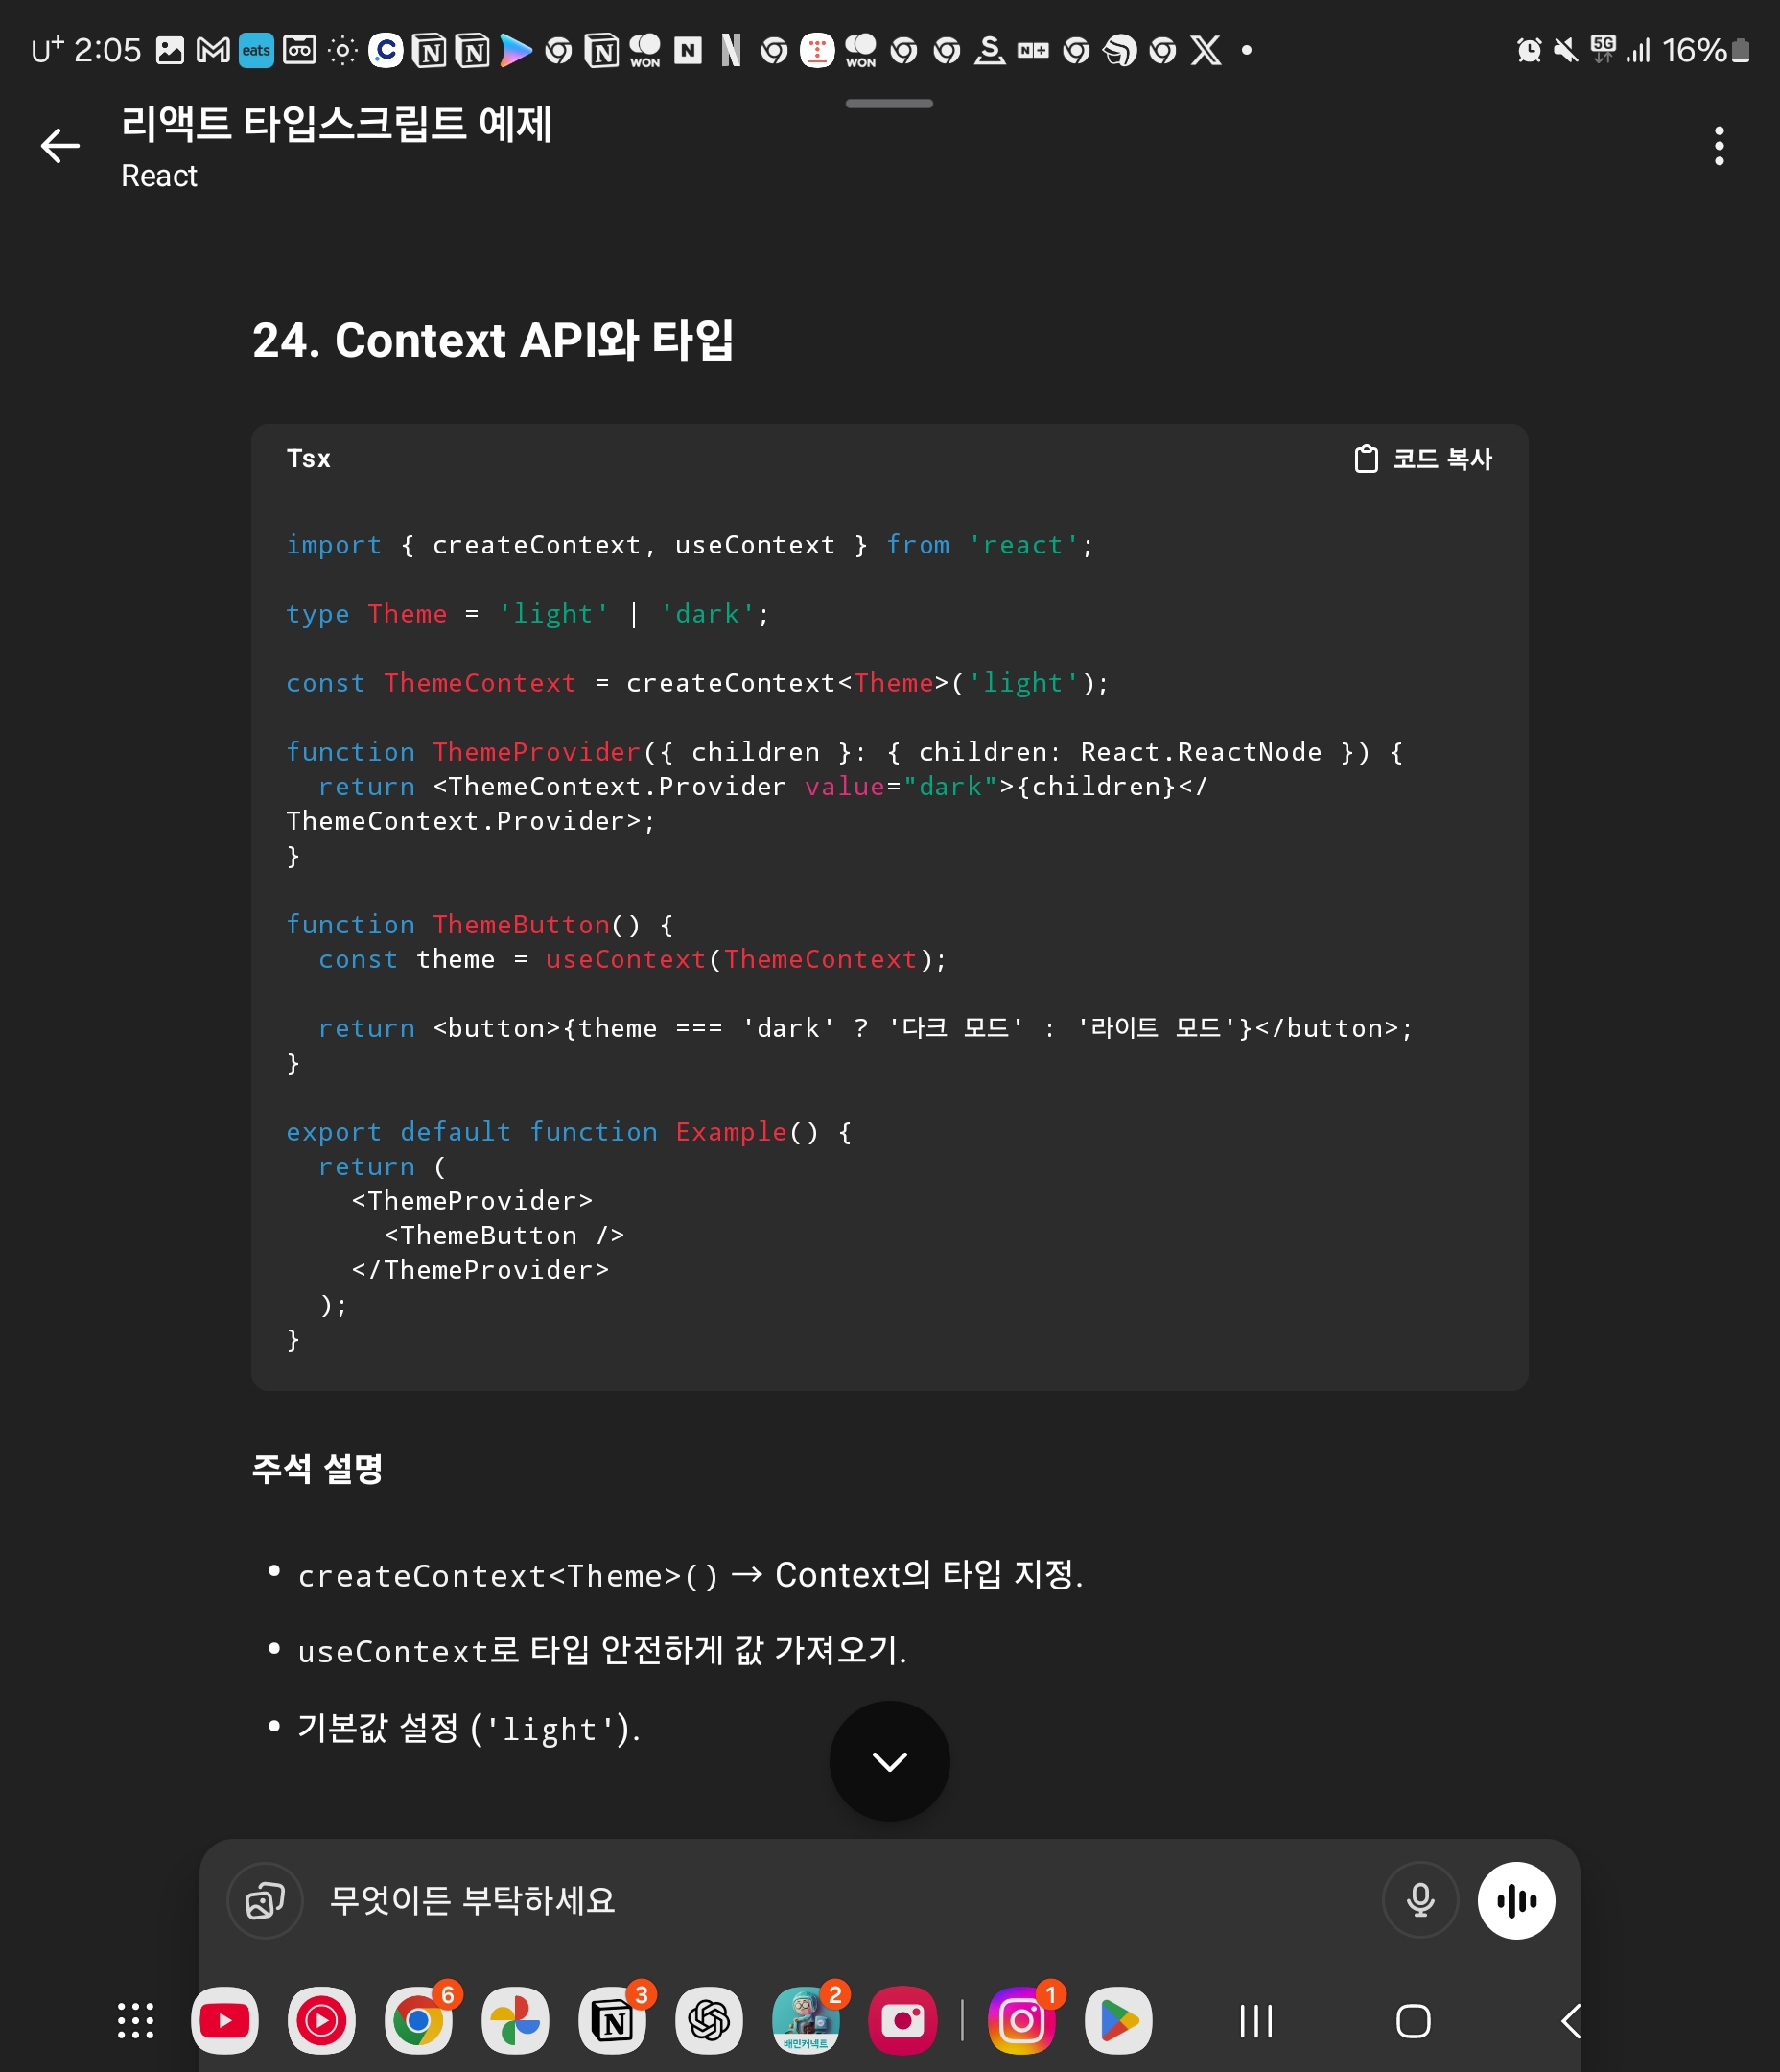 U+ 2:05 eats WON N WON N+ 5G 16%
리액트 타입스크립트 예제
React
24. Context API와 타입
Tsx 코드 복사
import { createContext, useContext } from 'react';
type Theme = 'light' | 'dark';
const ThemeContext = createContext<Theme>('light');
function ThemeProvider({ children }: { children: React.ReactNode }) {
  return <ThemeContext.Provider value="dark">{children}</
ThemeContext.Provider>;
}
function ThemeButton() {
  const theme = useContext(ThemeContext);
  return <button>{theme === 'dark' ? '다크 모드' : '라이트 모드'}</button>;
}
export default function Example() {
  return (
    <ThemeProvider>
      <ThemeButton />
    </ThemeProvider>
  );
}
주석 설명
• createContext<Theme>() → Context의 타입 지정.
• useContext로 타입 안전하게 값 가져오기.
• 기본값 설정 ('light').
무엇이든 부탁하세요
6 3 2 1
배민커넥트